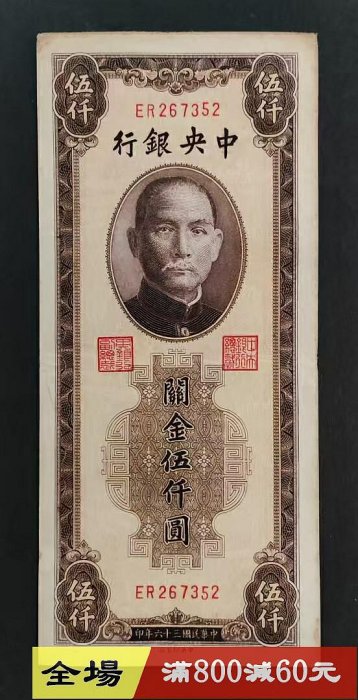 伍仟 伍仟
ER267352
行銀央中
關金伍仟圓
ER267352
伍仟 伍仟
印年六十三國民華中
全場 滿800減60元